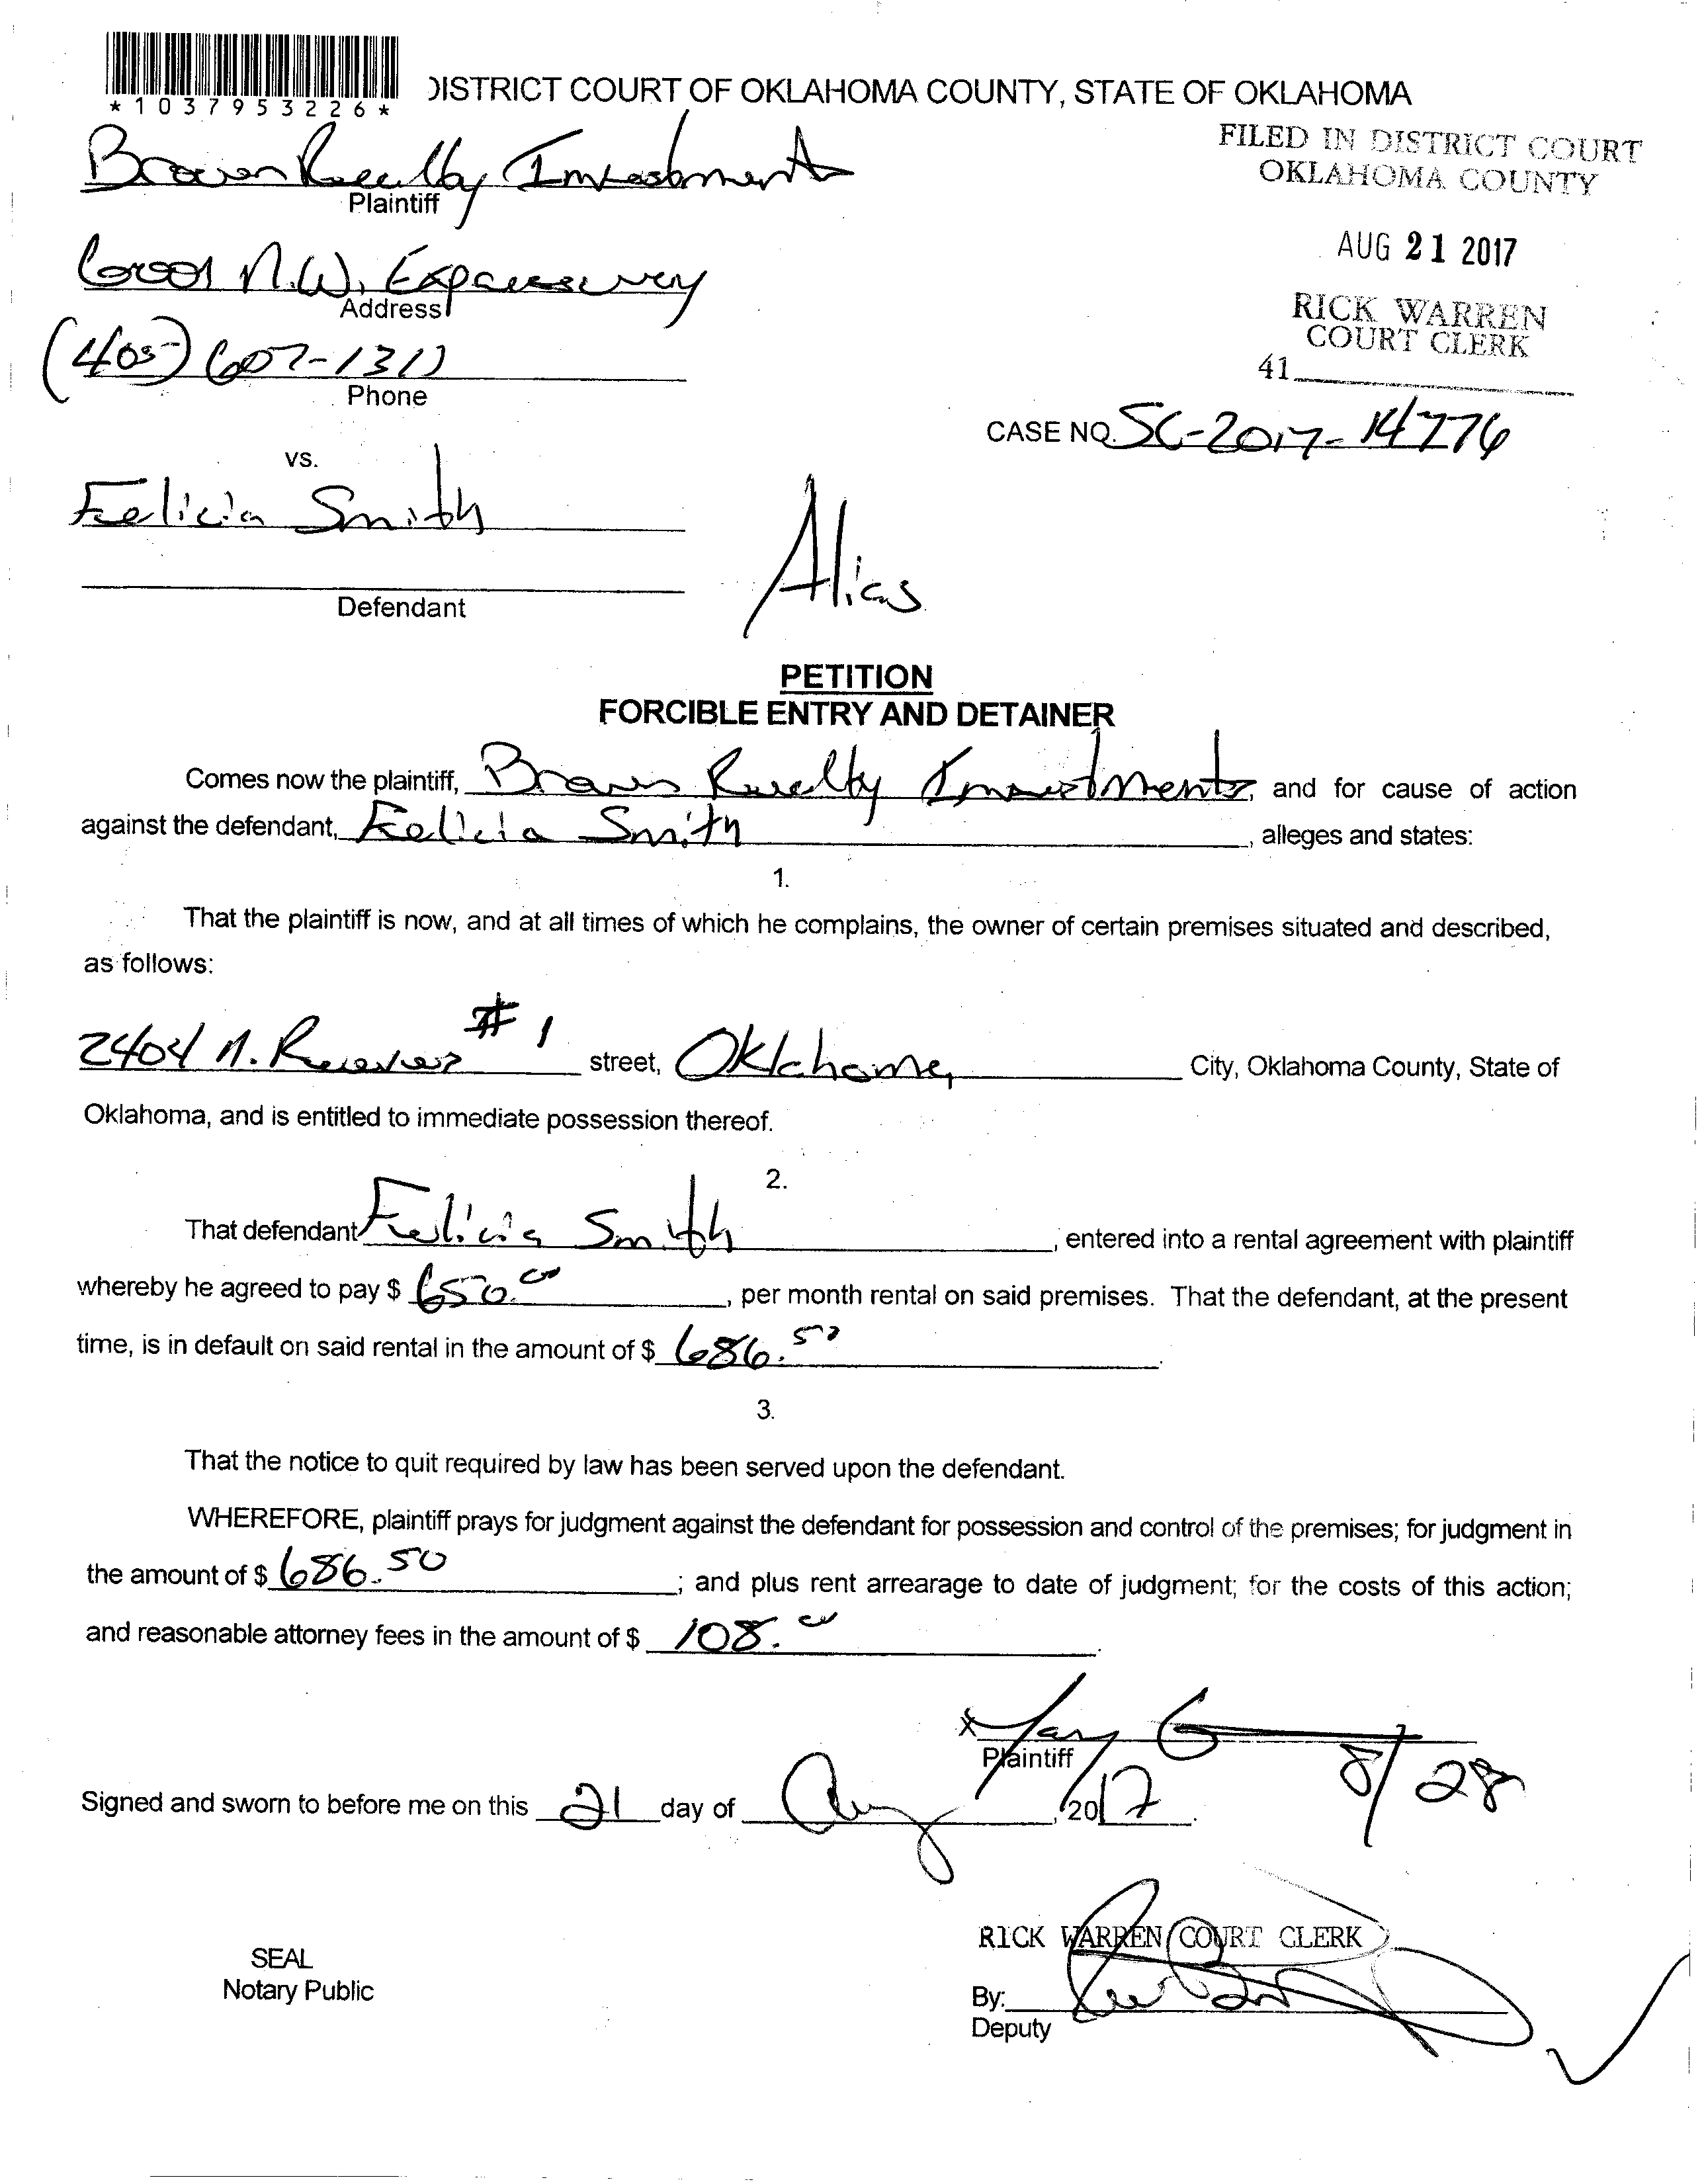 *1037953226*
DISTRICT COURT OF OKLAHOMA COUNTY, STATE OF OKLAHOMA
FILED IN DISTRICT COURT
OKLAHOMA COUNTY
Realty Investments
Plaintiff
AUG 21 2017
6001 N.W. Expressway
Address
RICK WARREN
COURT CLERK
41
(405) 607-1311
Phone
CASE NO. SC-2017-14776
vs.
Felicia Smith
Defendant
Alias
PETITION
FORCIBLE ENTRY AND DETAINER
Comes now the plaintiff, Realty Investments, and for cause of action
against the defendant, Felicia Smith, alleges and states:
1.
That the plaintiff is now, and at all times of which he complains, the owner of certain premises situated and described,
as follows:
2404 N. #1 street, Oklahoma City, Oklahoma County, State of
Oklahoma, and is entitled to immediate possession thereof.
2.
That defendant Felicia Smith, entered into a rental agreement with plaintiff
whereby he agreed to pay $ 650.00, per month rental on said premises. That the defendant, at the present
time, is in default on said rental in the amount of $ 686.50.
3.
That the notice to quit required by law has been served upon the defendant.
WHEREFORE, plaintiff prays for judgment against the defendant for possession and control of the premises; for judgment in
the amount of $ 686.50; and plus rent arrearage to date of judgment; for the costs of this action;
and reasonable attorney fees in the amount of $ 108.00.
x
Plaintiff
8/28
Signed and sworn to before me on this 21 day of Aug, 2017.
RICK WARREN COURT CLERK
SEAL
Notary Public
By:
Deputy